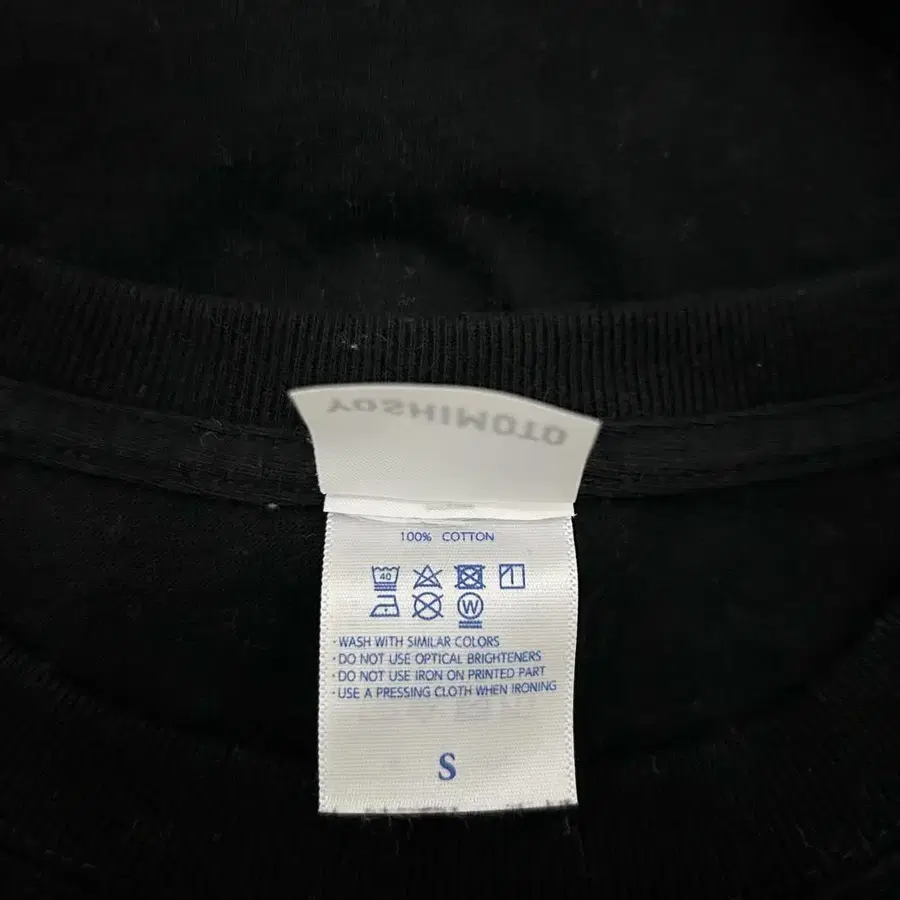 YOSHIMOTO
100% COTTON
40
W
·WASH WITH SIMILAR COLORS
·DO NOT USE OPTICAL BRIGHTENERS
·DO NOT USE IRON ON PRINTED PART
·USE A PRESSING CLOTH WHEN IRONING
S